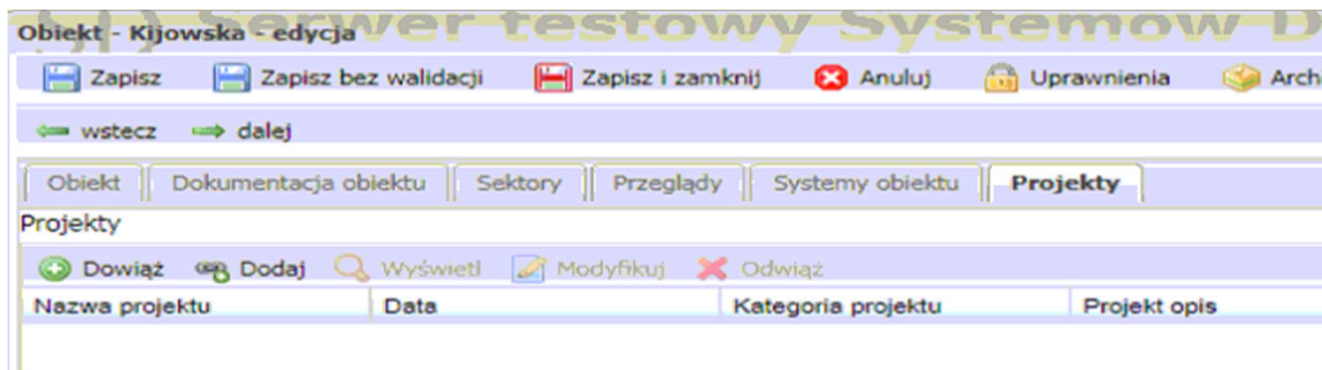 Serwer testowy Systemów D
Obiekt - Kijowska - edycja
Zapisz Zapisz bez walidacji Zapisz i zamknij Anuluj Uprawnienia Arch
wstecz dalej
Obiekt Dokumentacja obiektu Sektory Przeglądy Systemy obiektu Projekty
Projekty
Dowiąż Dodaj Wyświetl Modyfikuj Odwiąż
Nazwa projektu Data Kategoria projektu Projekt opis